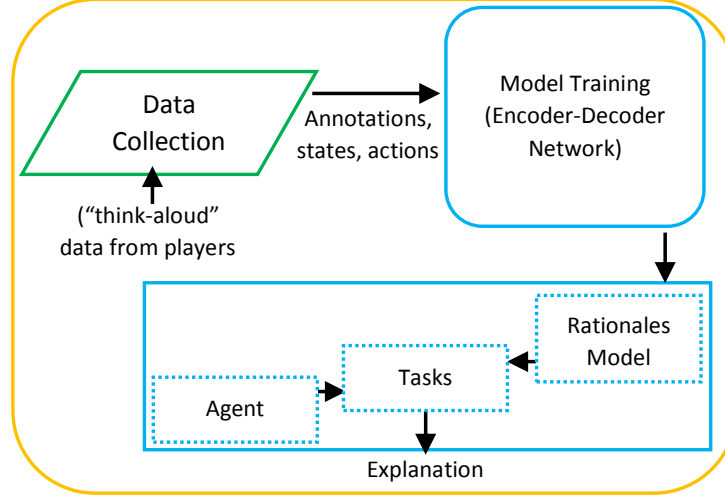 Data
Collection
Annotations,
states, actions
Model Training
(Encoder-Decoder
Network)
(“think-aloud”
data from players
Rationales
Model
Tasks
Agent
Explanation